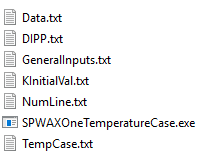 Data.txt
DIPP.txt
GeneralInputs.txt
KInitialVal.txt
NumLine.txt
SPWAXOneTemperatureCase.exe
TempCase.txt